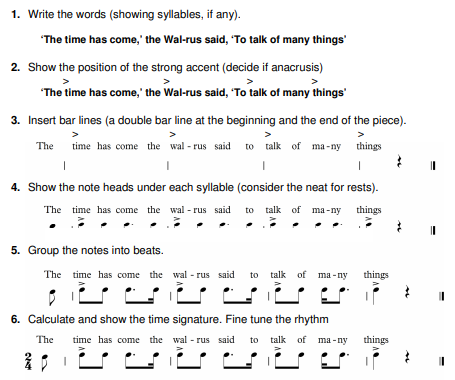 1. Write the words (showing syllables, if any).
‘The time has come,’ the Wal-rus said, ‘To talk of many things’
2. Show the position of the strong accent (decide if anacrusis)
> > > >
‘The time has come,’ the Wal-rus said, ‘To talk of many things’
3. Insert bar lines (a double bar line at the beginning and the end of the piece).
> > > >
The time has come the wal - rus said to talk of ma - ny things
4. Show the note heads under each syllable (consider the neat for rests).
The time has come the wal - rus said to talk of ma - ny things
> > > >
5. Group the notes into beats.
The time has come the wal - rus said to talk of ma - ny things
> > > >
6. Calculate and show the time signature. Fine tune the rhythm
The time has come the wal - rus said to talk of ma - ny things
> > > >
2
4